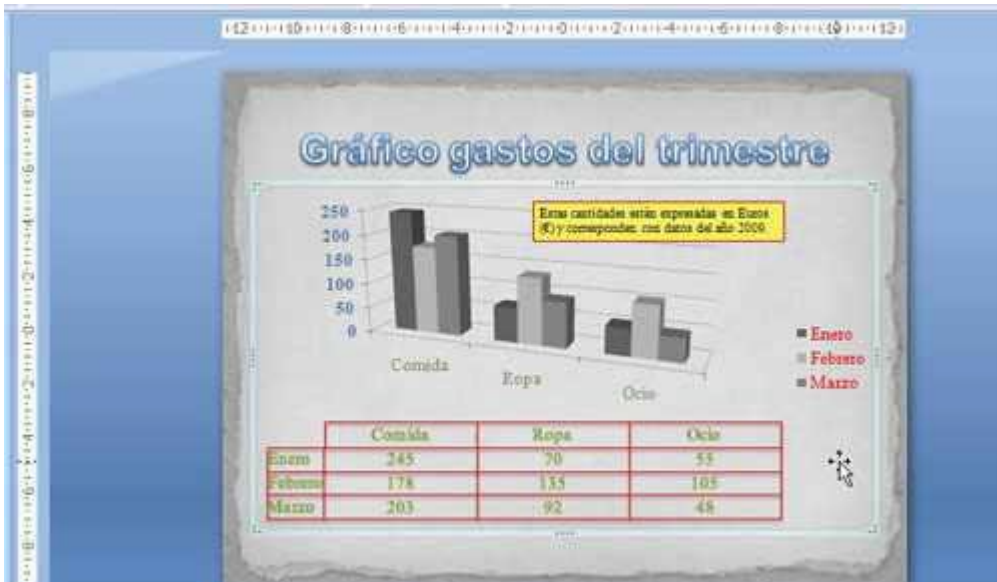 Gráfico gastos del trimestre
250
200
150
100
50
0
Estas cantidades están expresadas en Euros
(€) y corresponden con datos del año 2009.
Comida
Ropa
Ocio
Enero
Febrero
Marzo
Comida Ropa Ocio
Enero 245 70 55
Febrero 178 135 105
Marzo 203 92 48